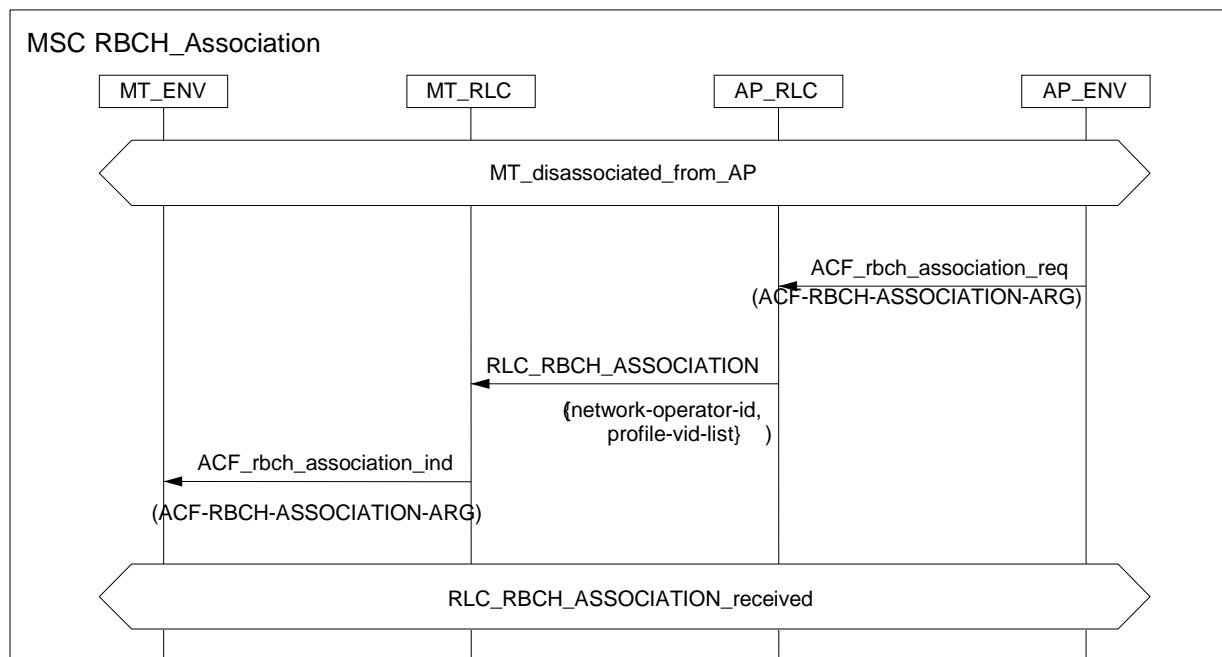 MSC RBCH_Association
MT_ENV MT_RLC AP_RLC AP_ENV
MT_disassociated_from_AP
ACF_rbch_association_req
(ACF-RBCH-ASSOCIATION-ARG)
RLC_RBCH_ASSOCIATION
({network-operator-id,
profile-vid-list} )
ACF_rbch_association_ind
(ACF-RBCH-ASSOCIATION-ARG)
RLC_RBCH_ASSOCIATION_received